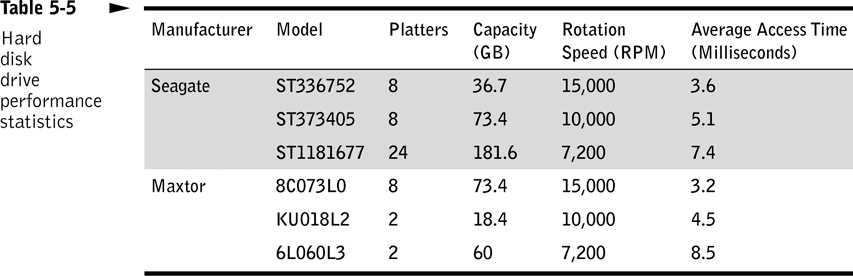 Table 5-5 ►
Hard
disk
drive
performance
statistics
Manufacturer Model Platters Capacity (GB) Rotation Speed (RPM) Average Access Time (Milliseconds)
Seagate ST336752 8 36.7 15,000 3.6
ST373405 8 73.4 10,000 5.1
ST1181677 24 181.6 7,200 7.4
Maxtor 8C073L0 8 73.4 15,000 3.2
KU018L2 2 18.4 10,000 4.5
6L060L3 2 60 7,200 8.5